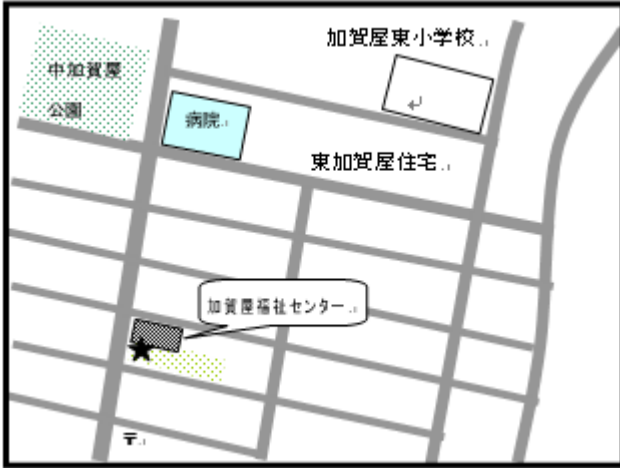 加賀屋東小学校
中加賀屋
公園
病院
東加賀屋住宅
加賀屋福祉センター
〒